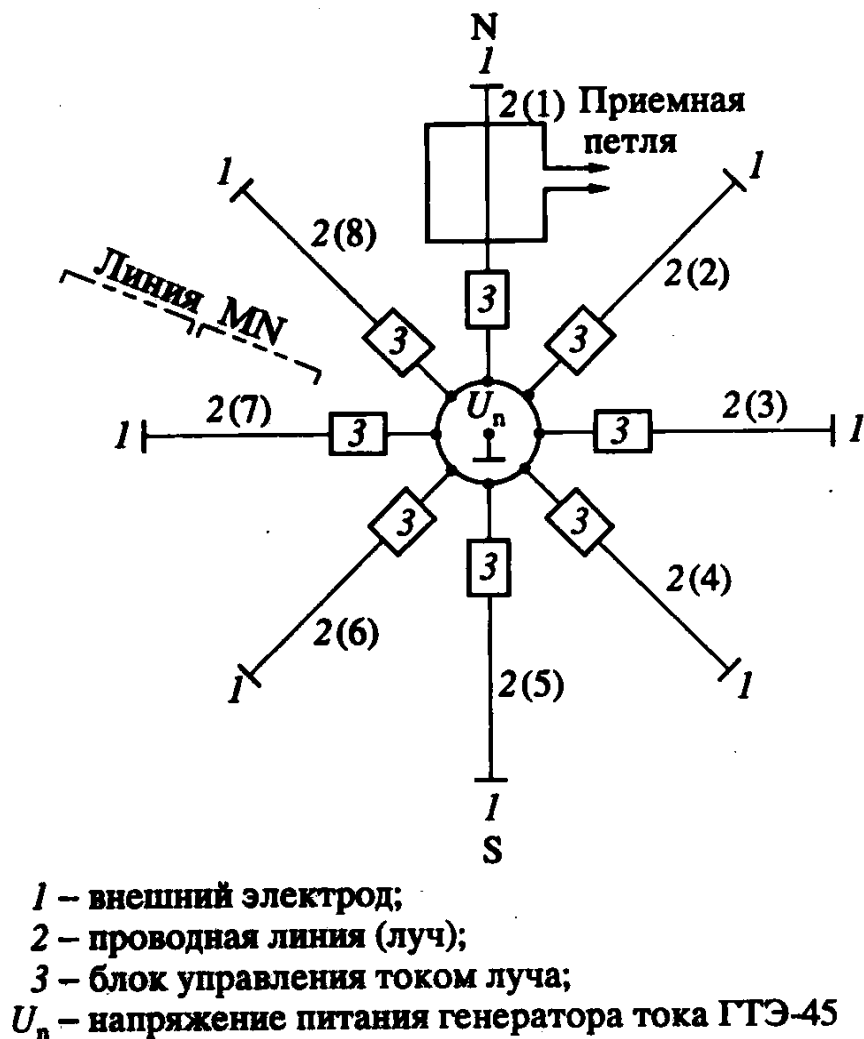 N
1
2(1) Приемная
петля
1
1
2(8)
2(2)
Линия MN
3
3
3
U_п
2(7)
2(3)
1
3
3
1
3
3
3
2(6)
2(4)
2(5)
1
1
1
S
1 – внешний электрод;
2 – проводная линия (луч);
3 – блок управления током луча;
U_п – напряжение питания генератора тока ГТЭ-45